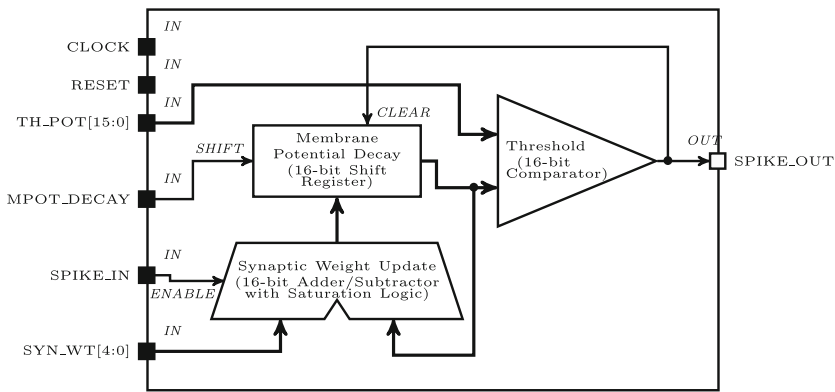 IN
CLOCK
IN
RESET
IN
TH_POT[15:0]
CLEAR
SHIFT
IN
MPOT_DECAY
Membrane
Potential Decay
(16-bit Shift
Register)
Threshold
(16-bit
Comparator)
OUT
SPIKE_OUT
IN
SPIKE_IN
ENABLE
Synaptic Weight Update
(16-bit Adder/Subtractor
with Saturation Logic)
IN
SYN_WT[4:0]